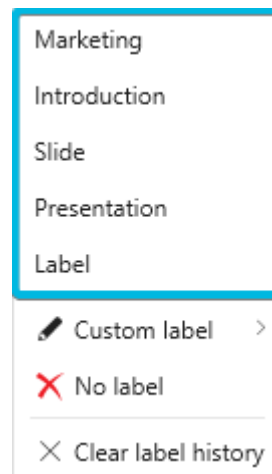 Marketing
Introduction
Slide
Presentation
Label
Custom label
No label
Clear label history